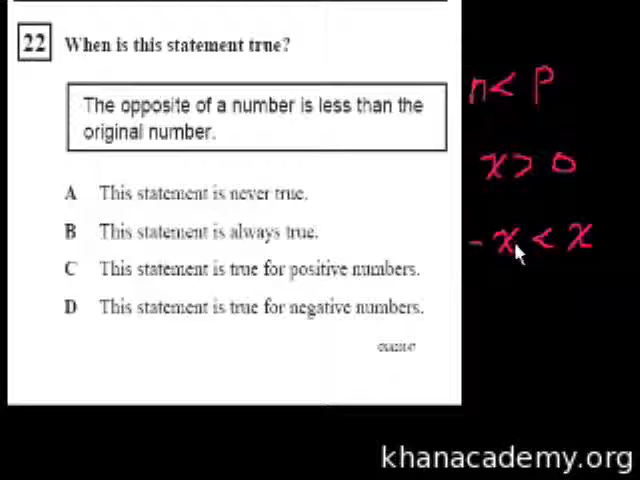 22 When is this statement true?
The opposite of a number is less than the
original number.
A This statement is never true.
B This statement is always true.
C This statement is true for positive numbers.
D This statement is true for negative numbers.
n < p
x > 0
- x < x
khanacademy.org